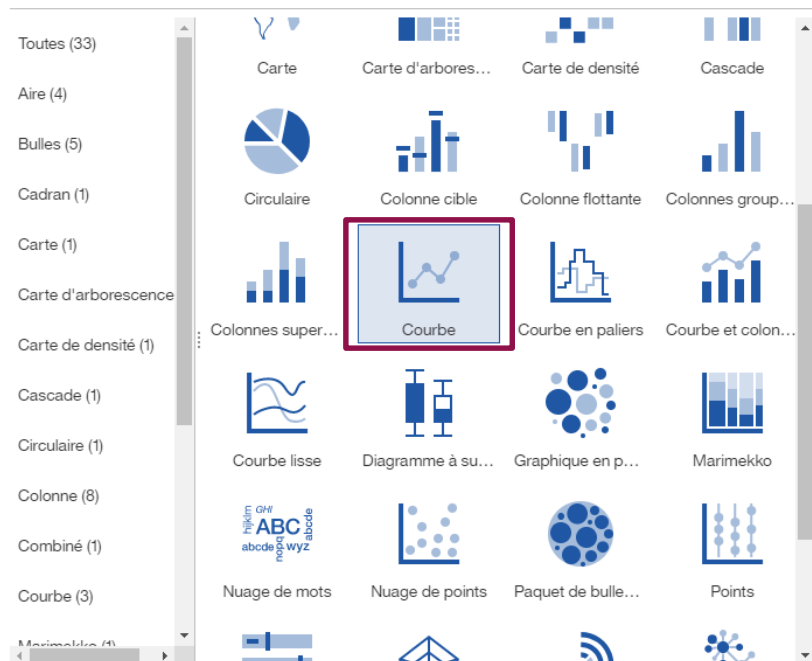 Toutes (33)
Aire (4)
Bulles (5)
Cadran (1)
Carte (1)
Carte d'arborescence
Carte de densité (1)
Cascade (1)
Circulaire (1)
Colonne (8)
Combiné (1)
Courbe (3)
Marimekko (1)
Carte
Carte d'arbores...
Carte de densité
Cascade
Circulaire
Colonne cible
Colonne flottante
Colonnes group...
Colonnes super...
Courbe
Courbe en paliers
Courbe et colon...
Courbe lisse
Diagramme à su...
Graphique en p...
Marimekko
hijklm GHI ABC abcde nopq wyz abcde
Nuage de mots
Nuage de points
Paquet de bulle...
Points